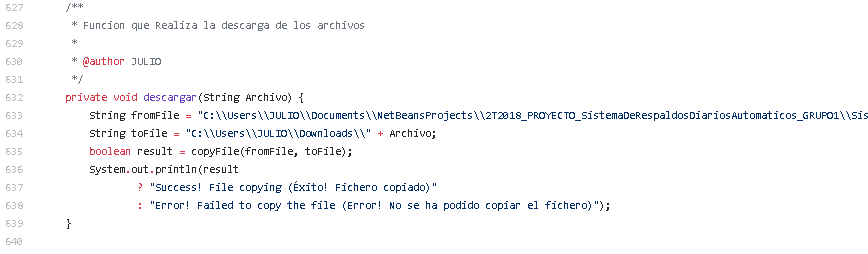 627 /**
628 * Funcion que Realiza la descarga de los archivos
629 *
630 * @author JULIO
631 */
632 private void descargar(String Archivo) {
633 String fromFile = "C:\\Users\\JULIO\\Documents\\NetBeansProjects\\2T2018_PROYECTO_SistemaDeRespaldosDiariosAutomaticos_GRUPO1\\Sis
634 String toFile = "C:\\Users\\JULIO\\Downloads\\" + Archivo;
635 boolean result = copyFile(fromFile, toFile);
636 System.out.println(result
637 ? "Success! File copying (Éxito! Fichero copiado)"
638 : "Error! Failed to copy the file (Error! No se ha podido copiar el fichero)");
639 }
640